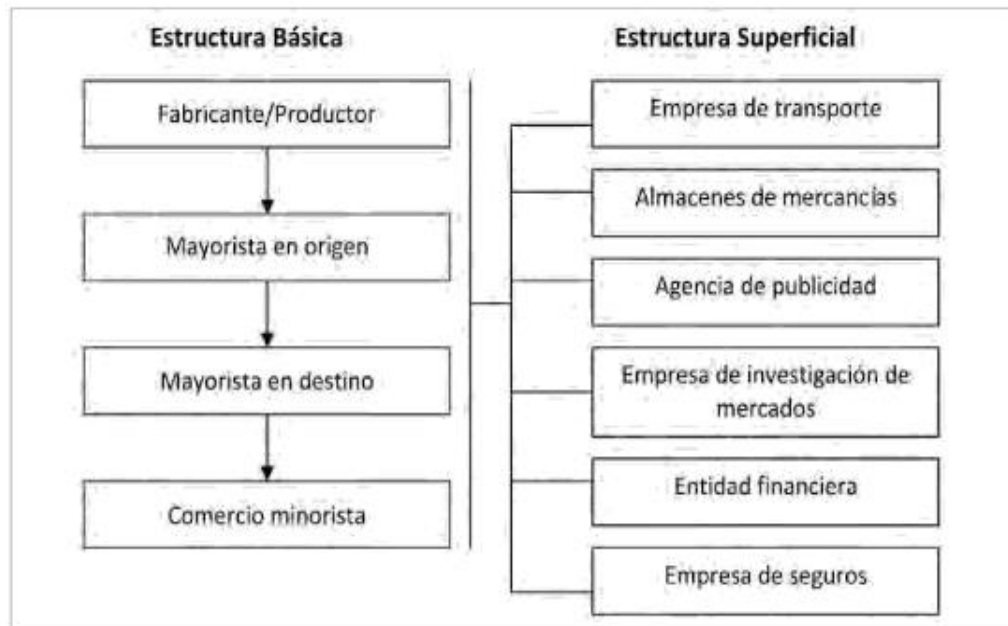 Estructura Básica
Fabricante/Productor
Mayorista en origen
Mayorista en destino
Comercio minorista
Estructura Superficial
Empresa de transporte
Almacenes de mercancías
Agencia de publicidad
Empresa de investigación de
mercados
Entidad financiera
Empresa de seguros